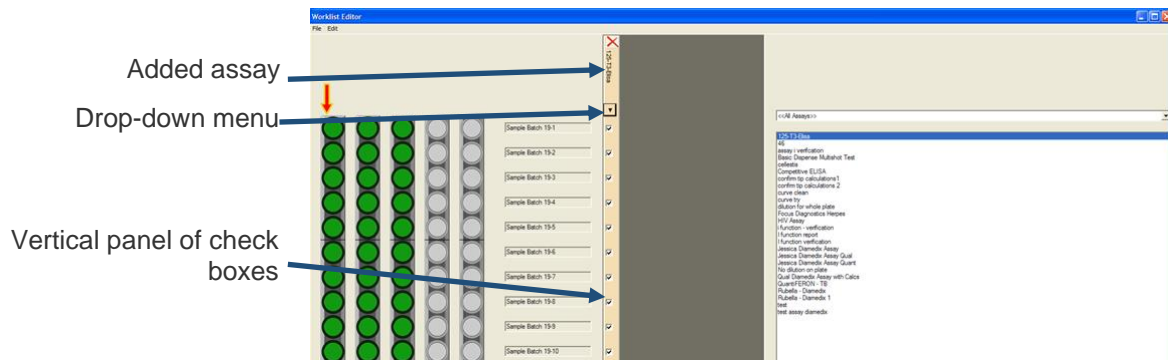 Worklist Editor
File Edit
Added assay
125-T3-Elisa
Drop-down menu
Vertical panel of check
boxes
Sample Batch 19-1
Sample Batch 19-2
Sample Batch 19-3
Sample Batch 19-4
Sample Batch 19-5
Sample Batch 19-6
Sample Batch 19-7
Sample Batch 19-8
Sample Batch 19-9
Sample Batch 19-10
<<All Assays>>
125-T3-Elisa
45
assay i verification
Basic Dispense Multishot Test
cellestis
Competitive ELISA
confirm tip calculations1
confirm tip calculations 2
curve clean
curve try
dilution for whole plate
Focus Diagnostics Herpes
HIV Assay
I function - verification
I function report
I function verification
Jessica Diamedix Assay
Jessica Diamedix Assay Qual
Jessica Diamedix Assay Quant
No dilution on plate
Qual Diamedix Assay with Calcs
QuantiFERON - TB
Rubella - Diamedix
Rubella - Diamedix 1
test
test assay diamedix